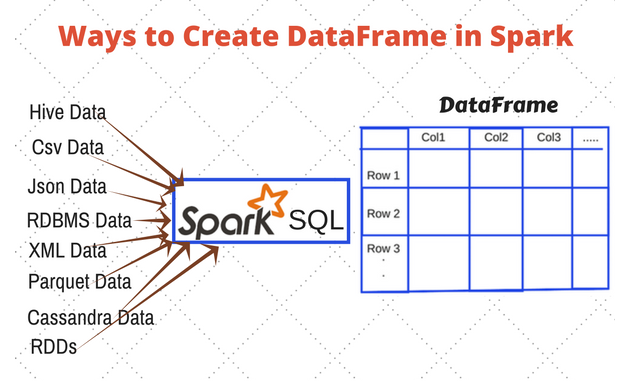 Ways to Create DataFrame in Spark
Hive Data
Csv Data
Json Data
RDBMS Data
XML Data
Parquet Data
Cassandra Data
RDDs
Spark SQL
DataFrame
Col1 Col2 Col3 .....
Row 1
Row 2
Row 3
.
.